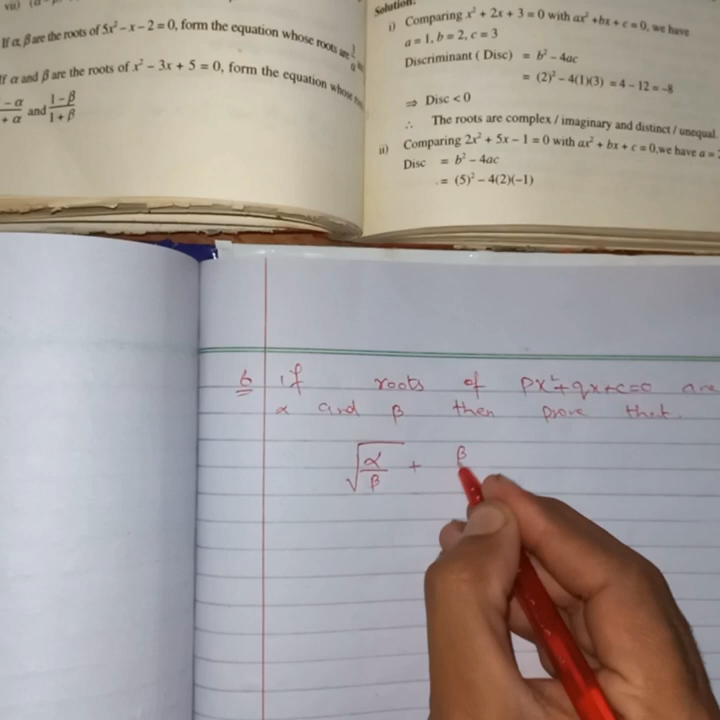 If α, β are the roots of 5x² – x – 2 = 0, form the equation whose roots are
If α and β are the roots of x² – 3x + 5 = 0, form the equation whose
– α / + α and 1 – β / 1 + β
Solution:
i) Comparing x² + 2x + 3 = 0 with ax² + bx + c = 0, we have
a = 1, b = 2, c = 3
Discriminant ( Disc ) = b² – 4ac
= (2)² – 4(1)(3) = 4 – 12 = –8
⇒ Disc < 0
∴ The roots are complex / imaginary and distinct / unequal.
ii) Comparing 2x² + 5x – 1 = 0 with ax² + bx + c = 0, we have a =
Disc = b² – 4ac
= (5)² – 4(2)(–1)
6 If roots of px²+qx+c=0 are
α and β then prove that.
√(α/β) + β